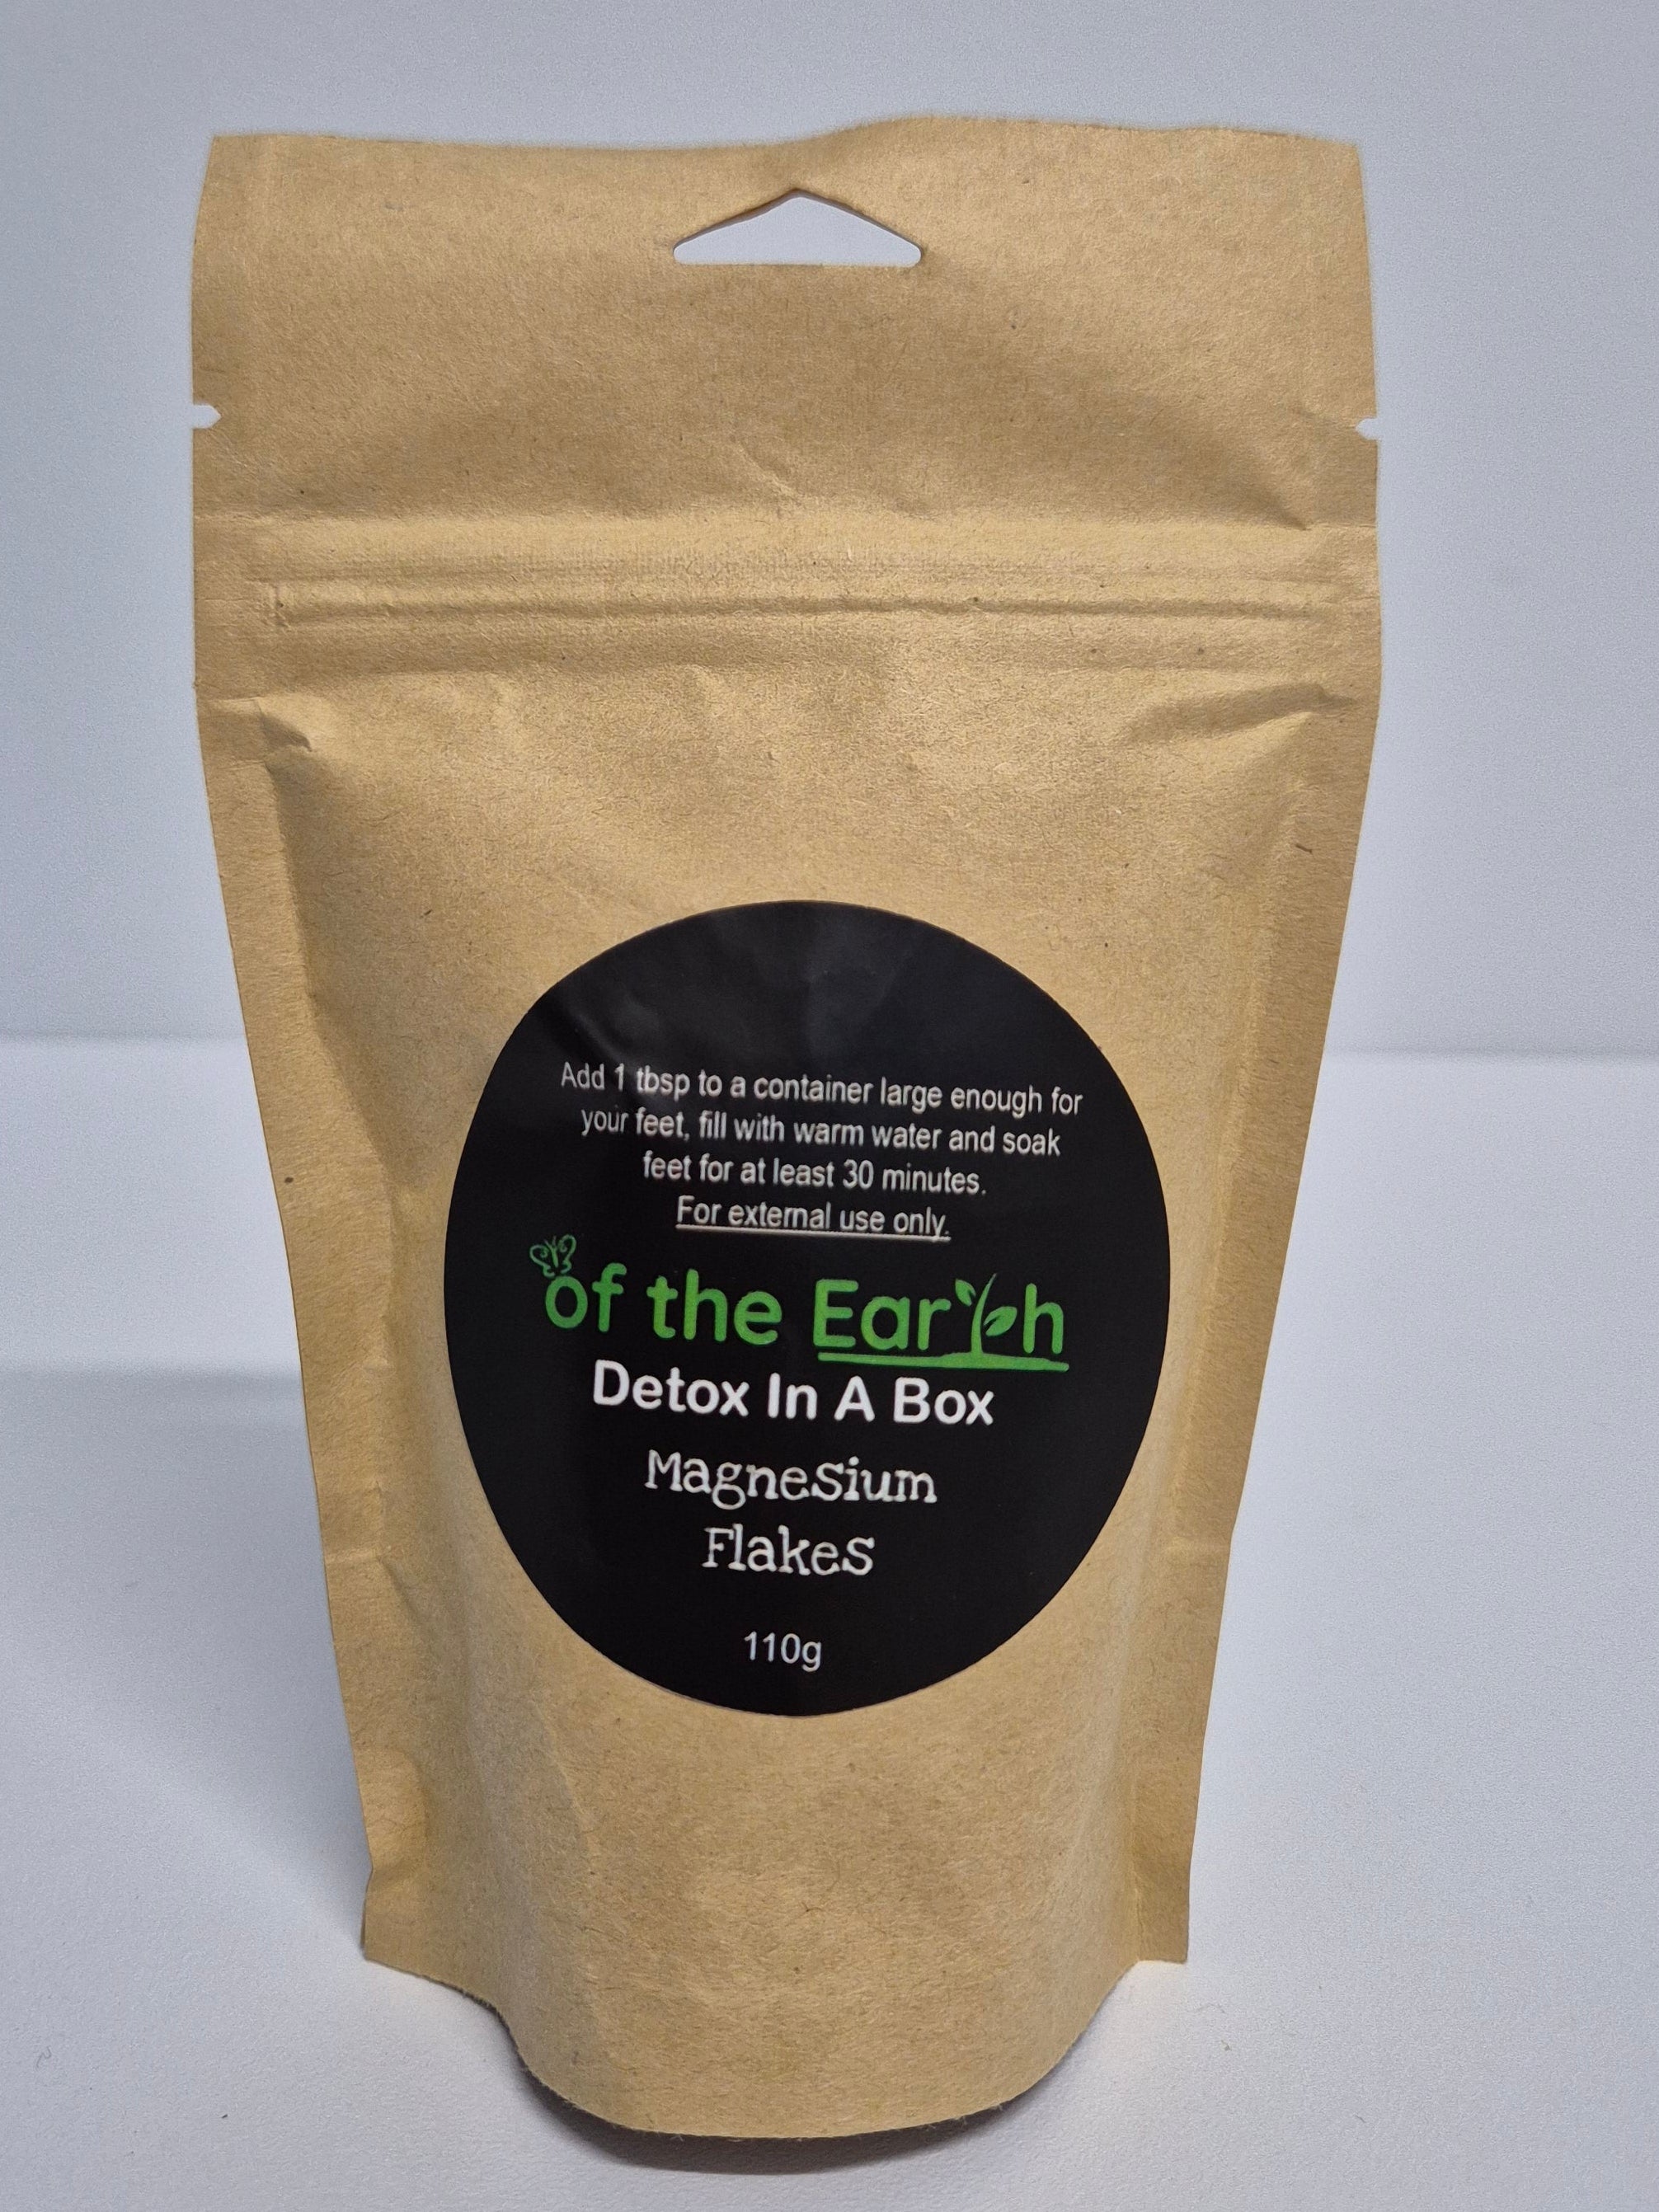 Add 1 tbsp to a container large enough for
your feet, fill with warm water and soak
feet for at least 30 minutes.
For external use only.
of the Earth
Detox In A Box
Magnesium
Flakes
110g